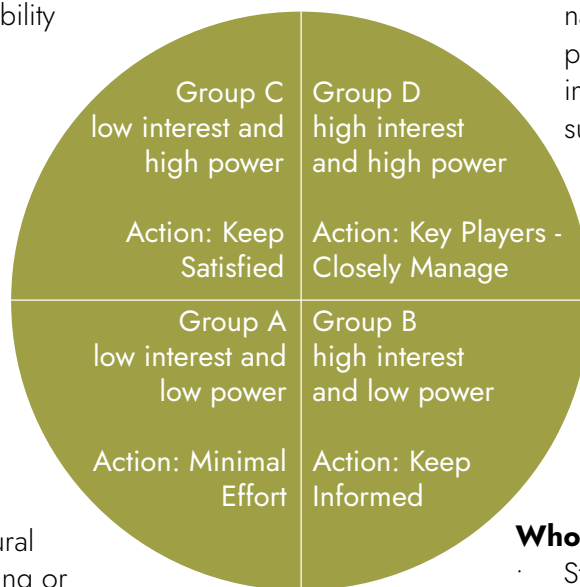 Group C
low interest and
high power
Action: Keep
Satisfied
Group D
high interest
and high power
Action: Key Players -
Closely Manage
Group A
low interest and
low power
Action: Minimal
Effort
Group B
high interest
and low power
Action: Keep
Informed
Who